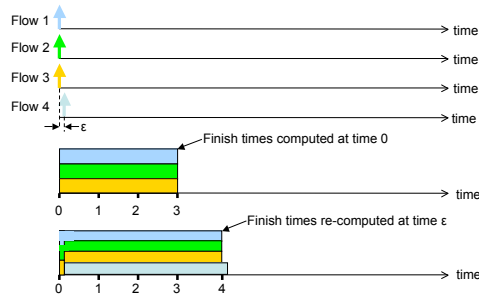 Flow 1
time
Flow 2
time
Flow 3
time
Flow 4
time
ε
Finish times computed at time 0
time
0 1 2 3
Finish times re-computed at time ε
time
0 1 2 3 4